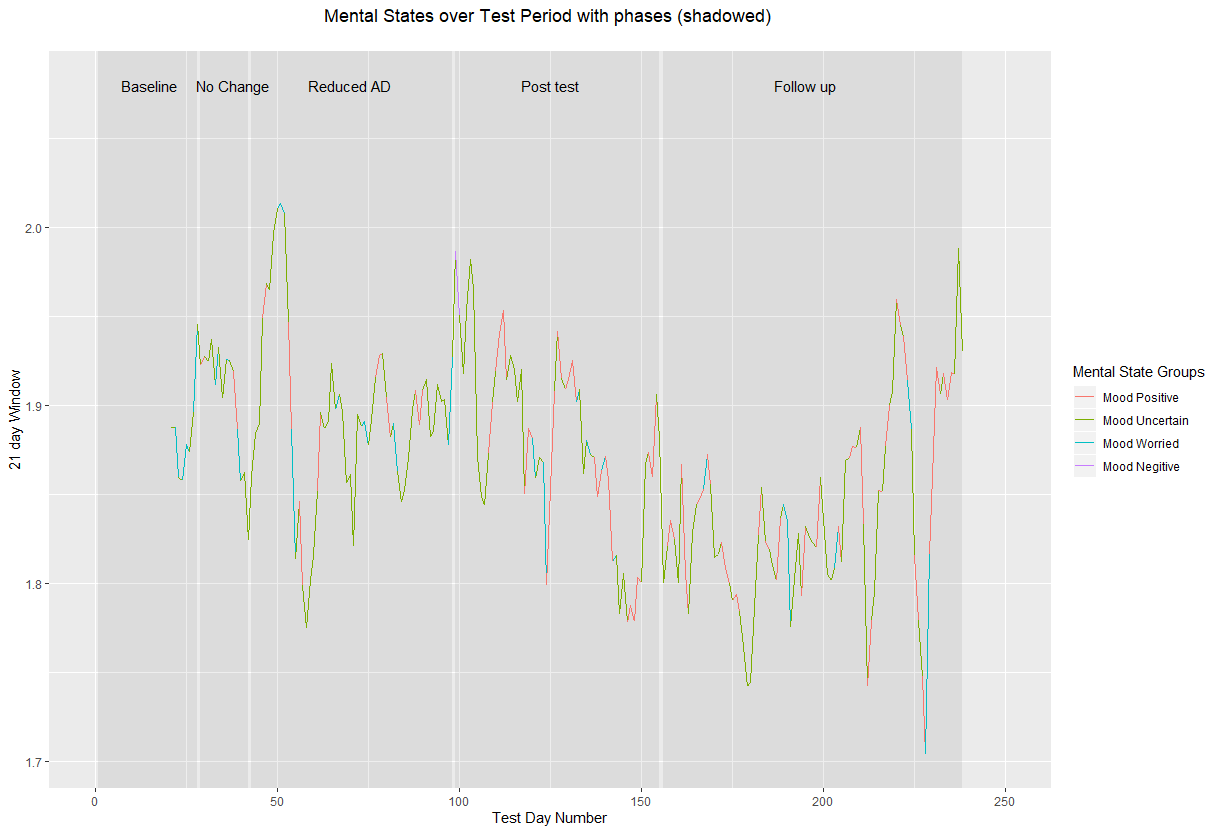 Mental States over Test Period with phases (shadowed)
Baseline No Change Reduced AD Post test Follow up
2.0
1.9
1.8
1.7
21 day Window
0 50 100 150 200 250
Test Day Number
Mental State Groups
Mood Positive
Mood Uncertain
Mood Worried
Mood Negitive